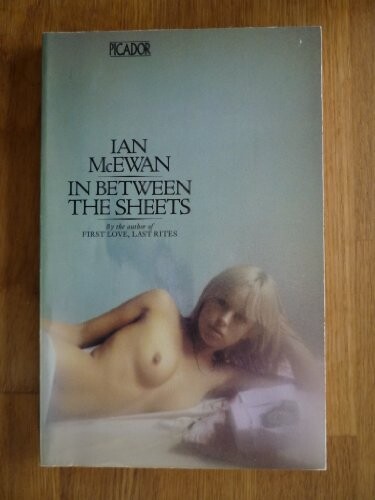 PICADOR
IAN
McEWAN
IN BETWEEN
THE SHEETS
By the author of
FIRST LOVE, LAST RITES